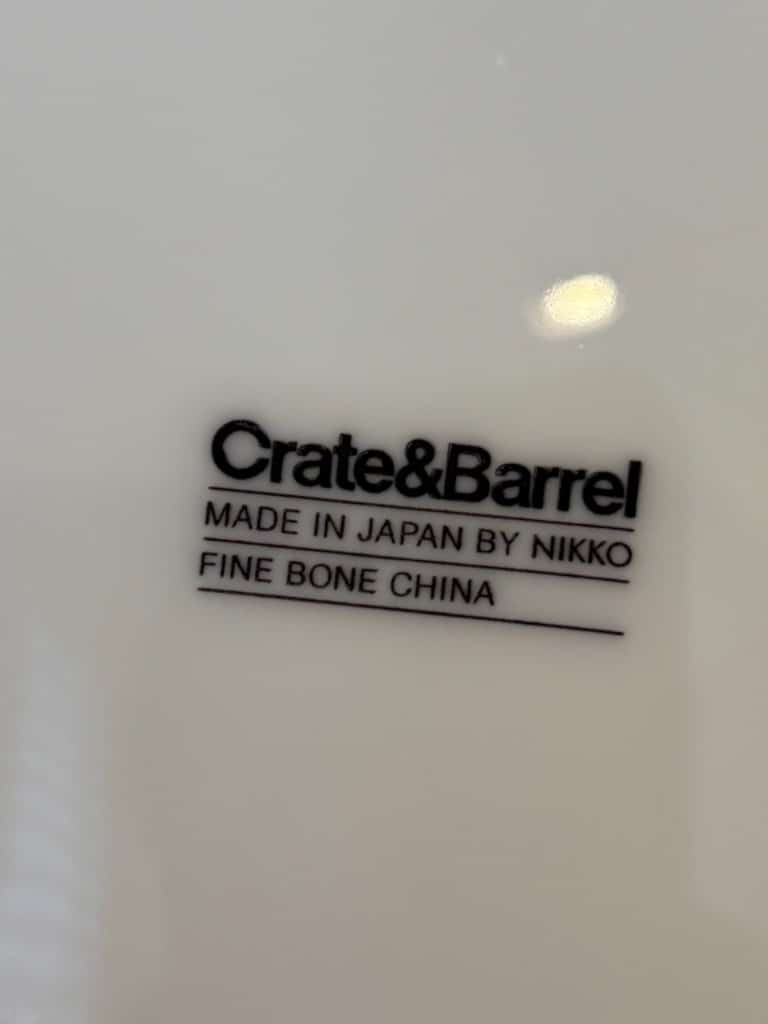 Crate&Barrel
MADE IN JAPAN BY NIKKO
FINE BONE CHINA